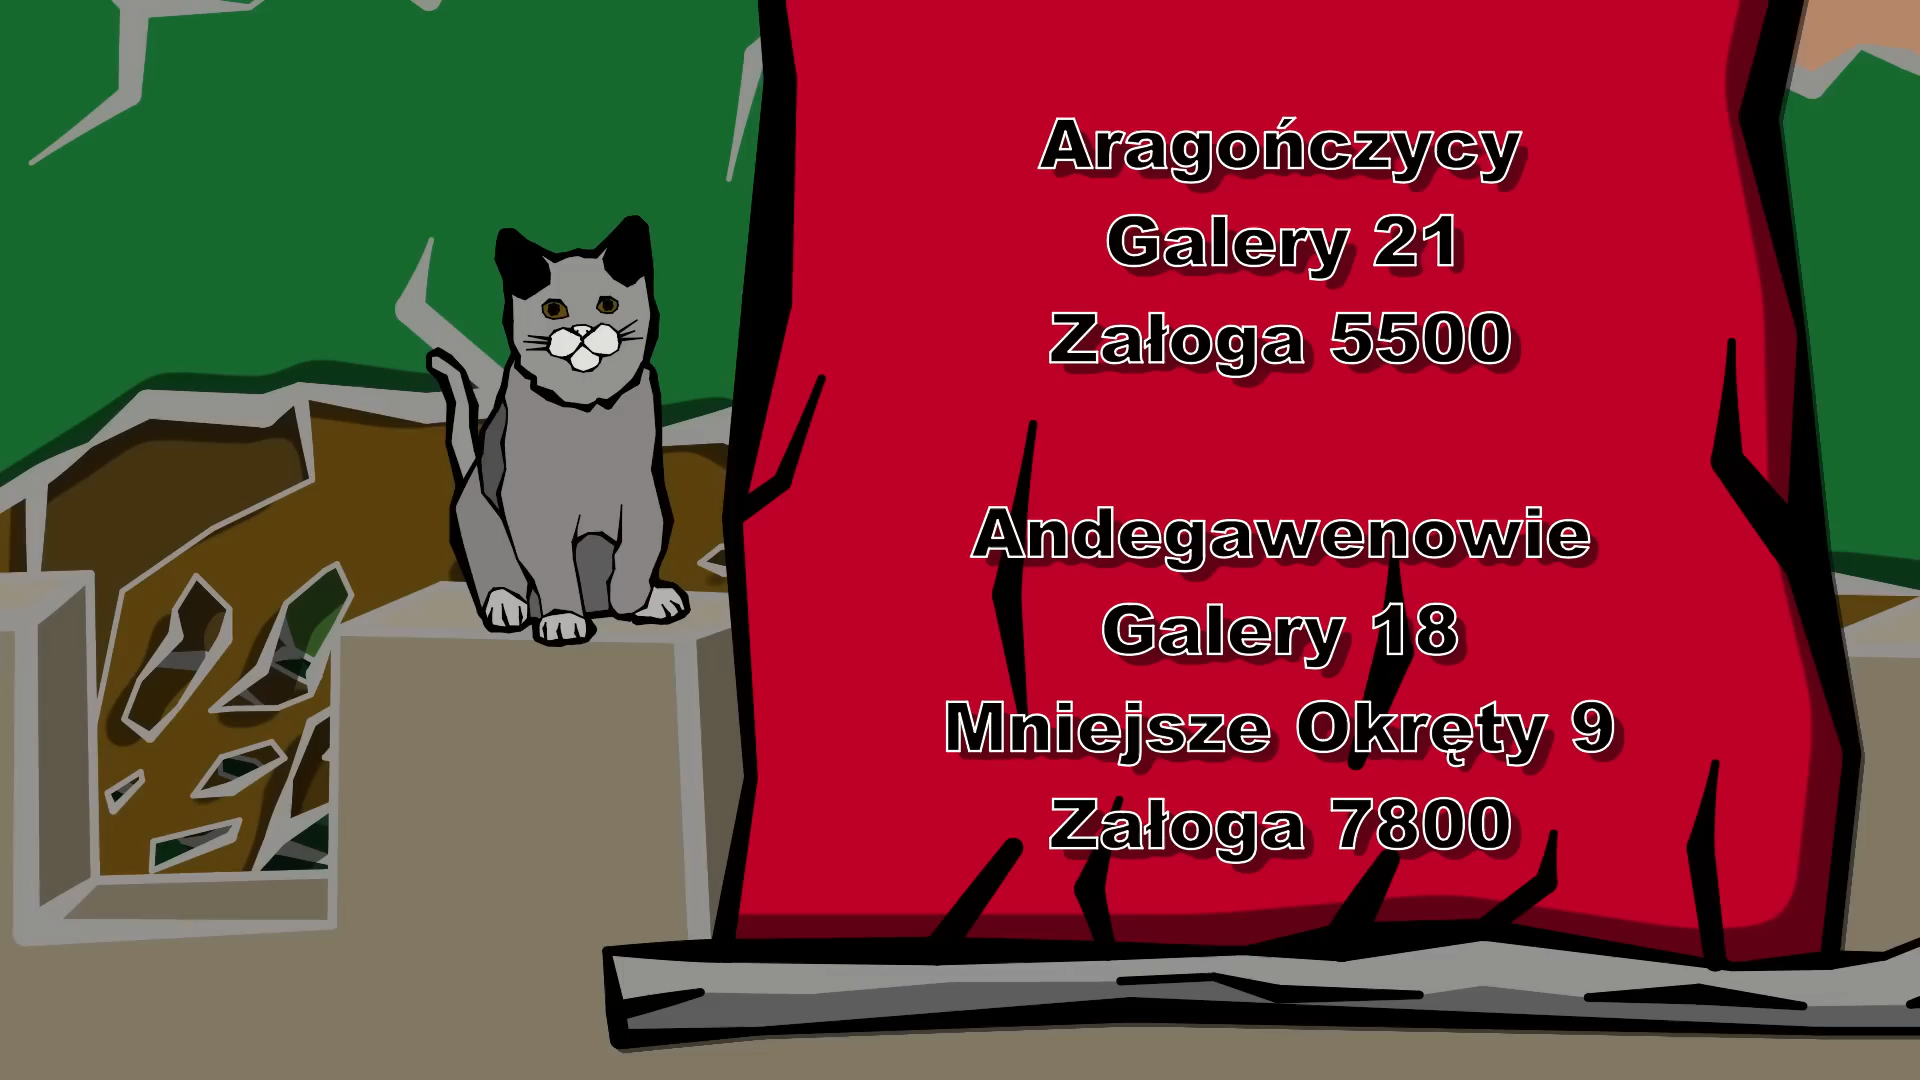 Aragończycy
Galery 21
Załoga 5500
Andegawenowie
Galery 18
Mniejsze Okręty 9
Załoga 7800